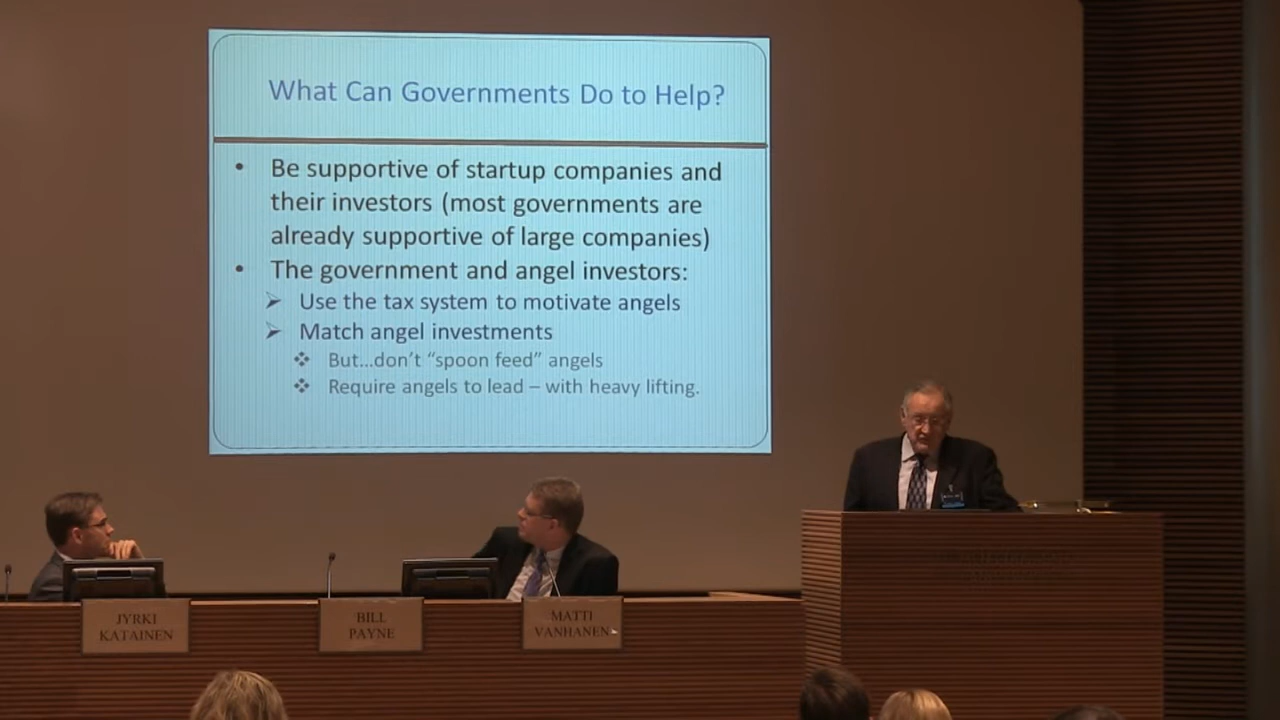 What Can Governments Do to Help?
• Be supportive of startup companies and
their investors (most governments are
already supportive of large companies)
• The government and angel investors:
➢ Use the tax system to motivate angels
➢ Match angel investments
❖ But...don't “spoon feed” angels
❖ Require angels to lead – with heavy lifting.
JYRKI
KATAINEN
BILL
PAYNE
MATTI
VANHANEN